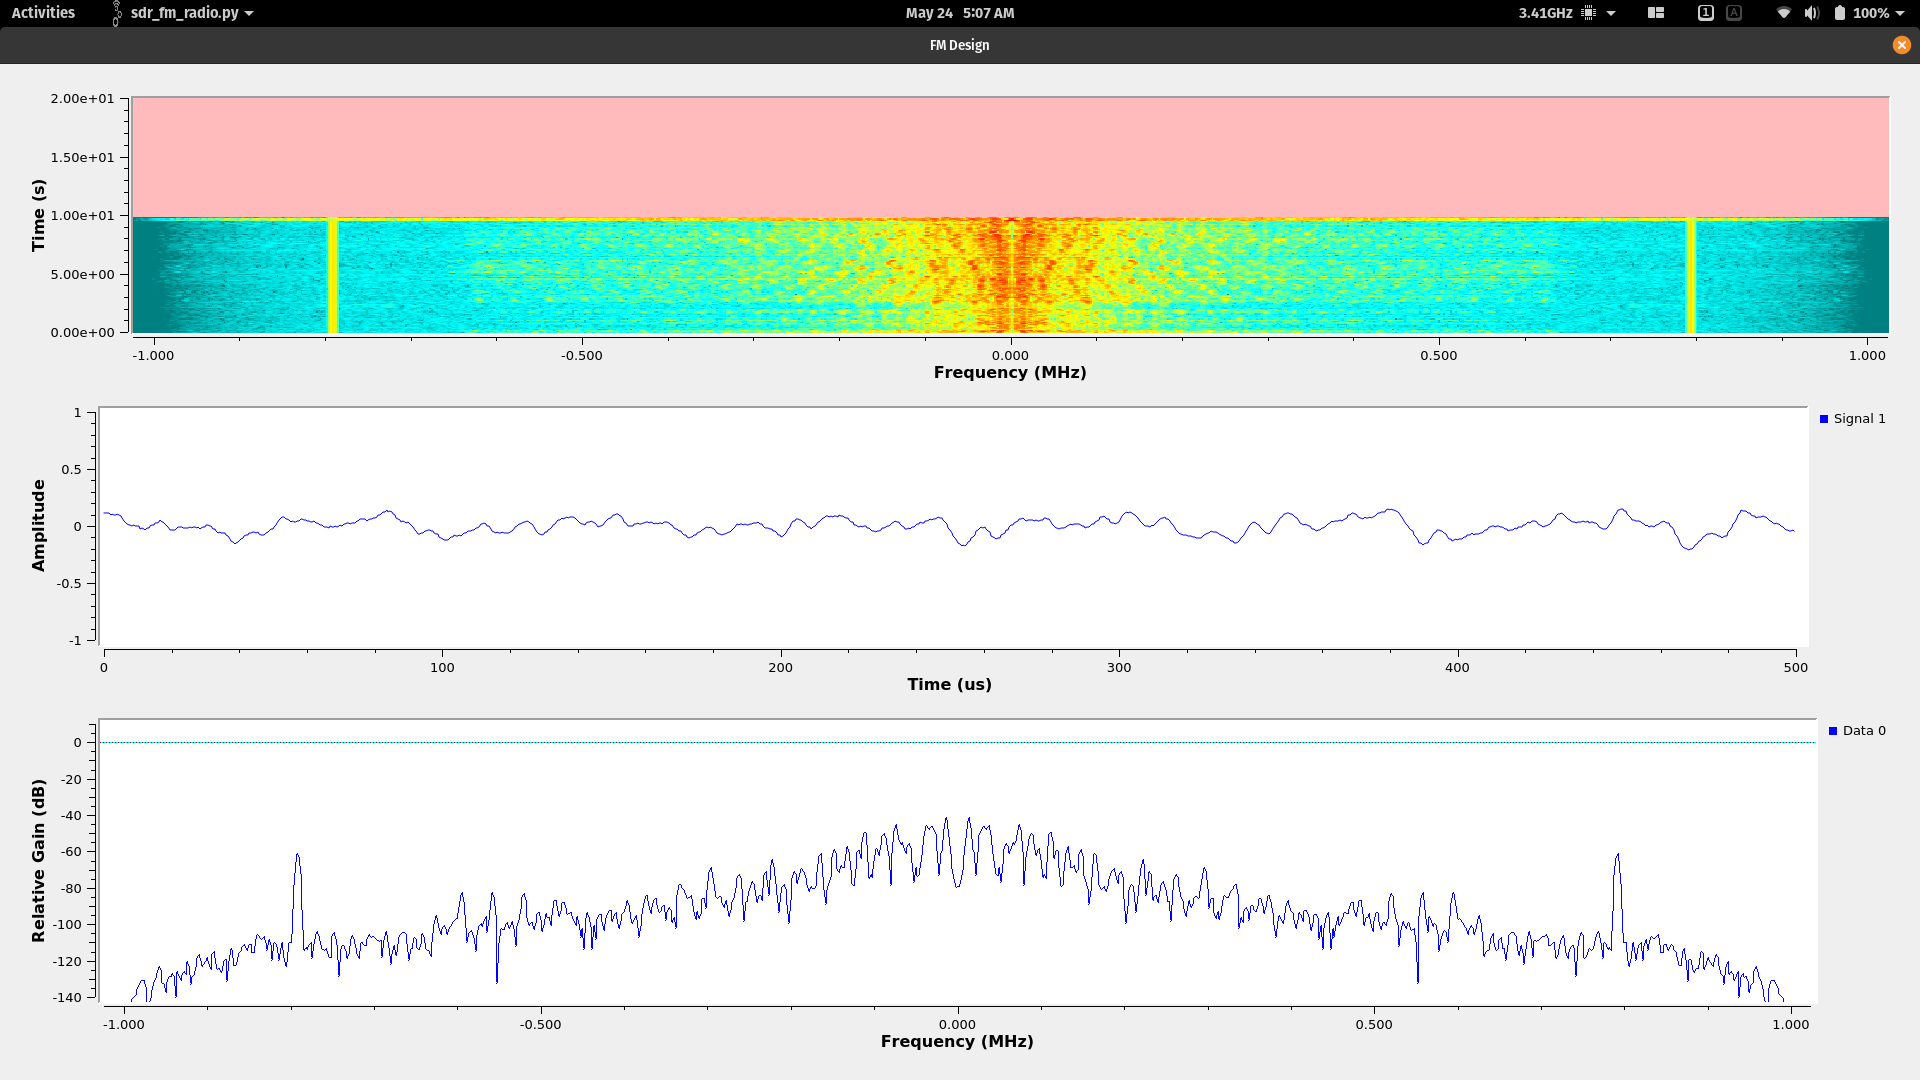 Activities sdr_fm_radio.py May 24 5:07 AM 3.41GHz 1 A 100%
FM Design
2.00e+01
1.50e+01
1.00e+01
5.00e+00
0.00e+00
Time (s)
-1.000 -0.500 0.000 0.500 1.000
Frequency (MHz)
1
0.5
0
-0.5
-1
Amplitude
Signal 1
0 100 200 300 400 500
Time (us)
0
-20
-40
-60
-80
-100
-120
-140
Relative Gain (dB)
Data 0
-1.000 -0.500 0.000 0.500 1.000
Frequency (MHz)